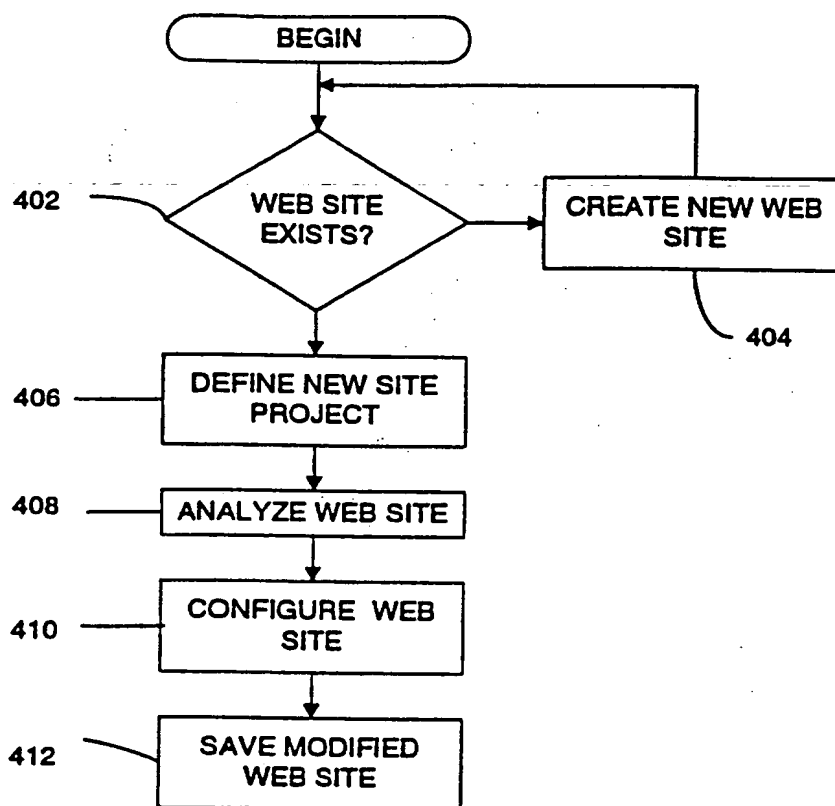 BEGIN
402
WEB SITE
EXISTS?
CREATE NEW WEB
SITE
404
406
DEFINE NEW SITE
PROJECT
408
ANALYZE WEB SITE
410
CONFIGURE WEB
SITE
412
SAVE MODIFIED
WEB SITE